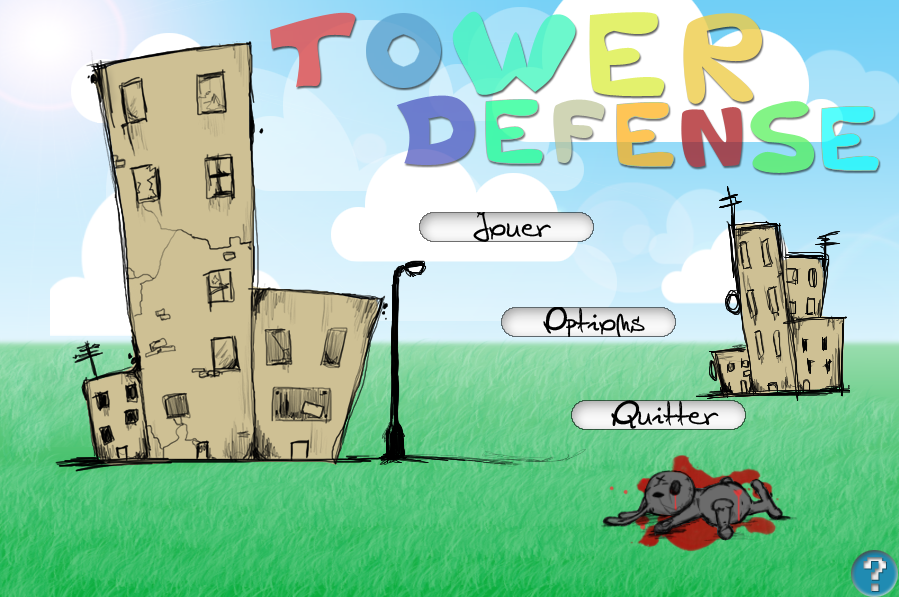 TOWER
DEFENSE
Jouer
Options
Quitter
?